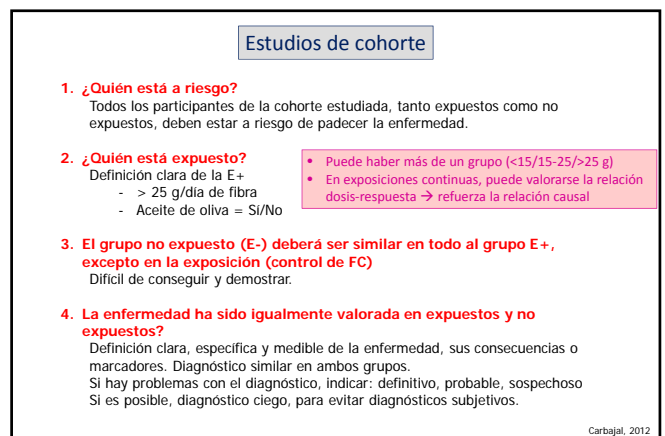 Estudios de cohorte
1. ¿Quién está a riesgo?
Todos los participantes de la cohorte estudiada, tanto expuestos como no
expuestos, deben estar a riesgo de padecer la enfermedad.
2. ¿Quién está expuesto?
Definición clara de la E+
- > 25 g/día de fibra
- Aceite de oliva = Sí/No
• Puede haber más de un grupo (<15/15-25/>25 g)
• En exposiciones continuas, puede valorarse la relación
dosis-respuesta → refuerza la relación causal
3. El grupo no expuesto (E-) deberá ser similar en todo al grupo E+,
excepto en la exposición (control de FC)
Difícil de conseguir y demostrar.
4. La enfermedad ha sido igualmente valorada en expuestos y no
expuestos?
Definición clara, específica y medible de la enfermedad, sus consecuencias o
marcadores. Diagnóstico similar en ambos grupos.
Si hay problemas con el diagnóstico, indicar: definitivo, probable, sospechoso
Si es posible, diagnóstico ciego, para evitar diagnósticos subjetivos.
Carbajal, 2012